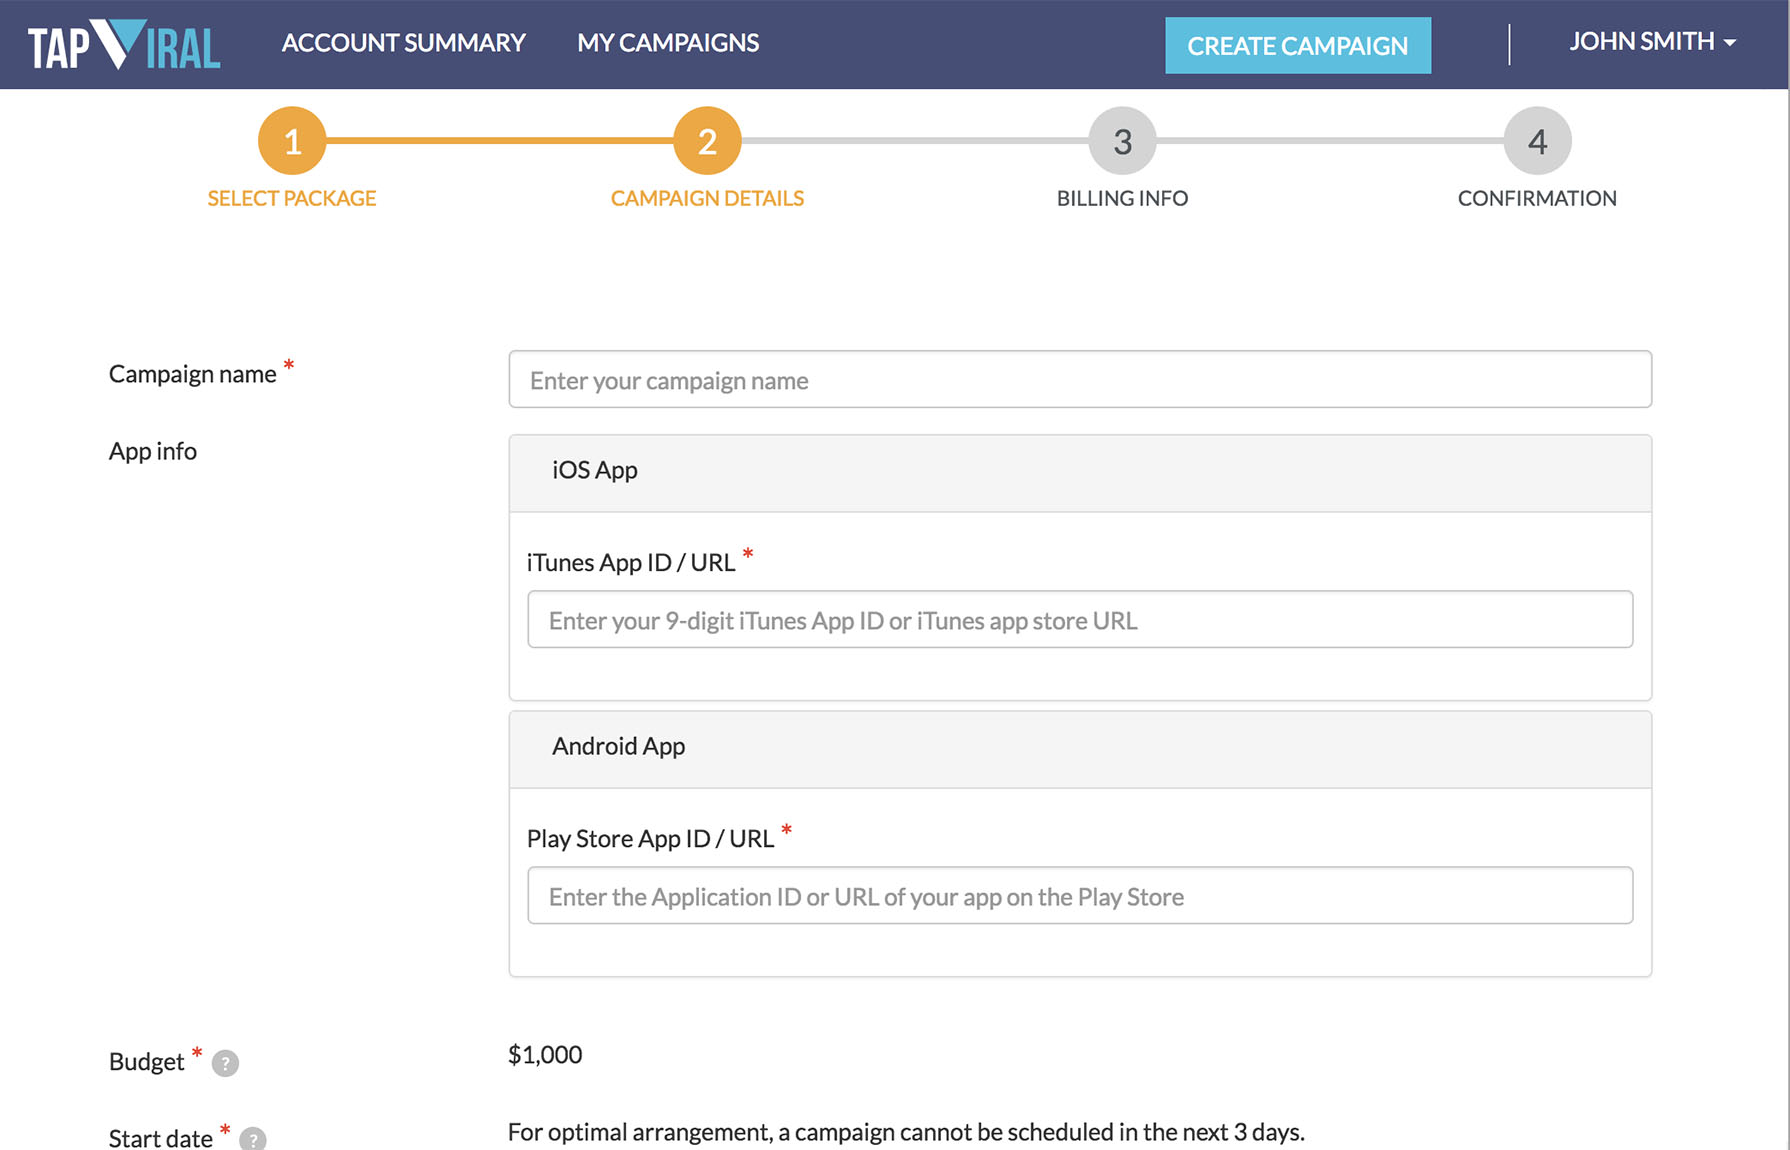 TAPVIRAL ACCOUNT SUMMARY MY CAMPAIGNS CREATE CAMPAIGN JOHN SMITH
1 2 3 4
SELECT PACKAGE CAMPAIGN DETAILS BILLING INFO CONFIRMATION
Campaign name * Enter your campaign name
App info
iOS App
iTunes App ID / URL *
Enter your 9-digit iTunes App ID or iTunes app store URL
Android App
Play Store App ID / URL *
Enter the Application ID or URL of your app on the Play Store
Budget * ? $1,000
Start date * ? For optimal arrangement, a campaign cannot be scheduled in the next 3 days.